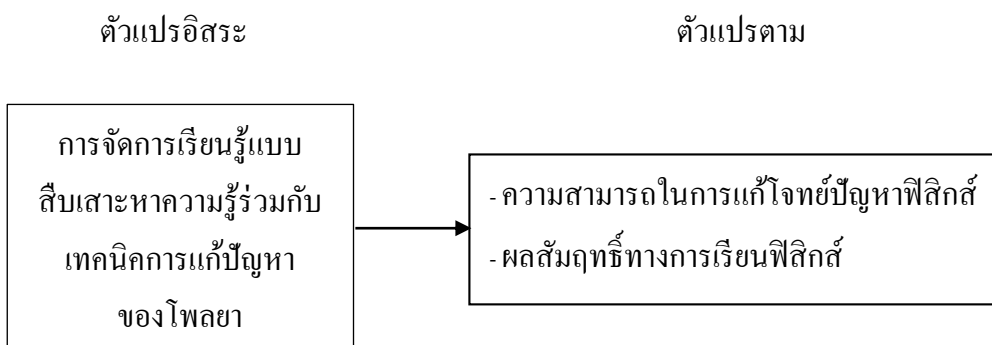 ตัวแปรอิสระ
ตัวแปรตาม
การจัดการเรียนรู้แบบ
สืบเสาะหาความรู้ร่วมกับ
เทคนิคการแก้ปัญหา
ของโพลยา
- ความสามารถในการแก้โจทย์ปัญหาฟิสิกส์
- ผลสัมฤทธิ์ทางการเรียนฟิสิกส์